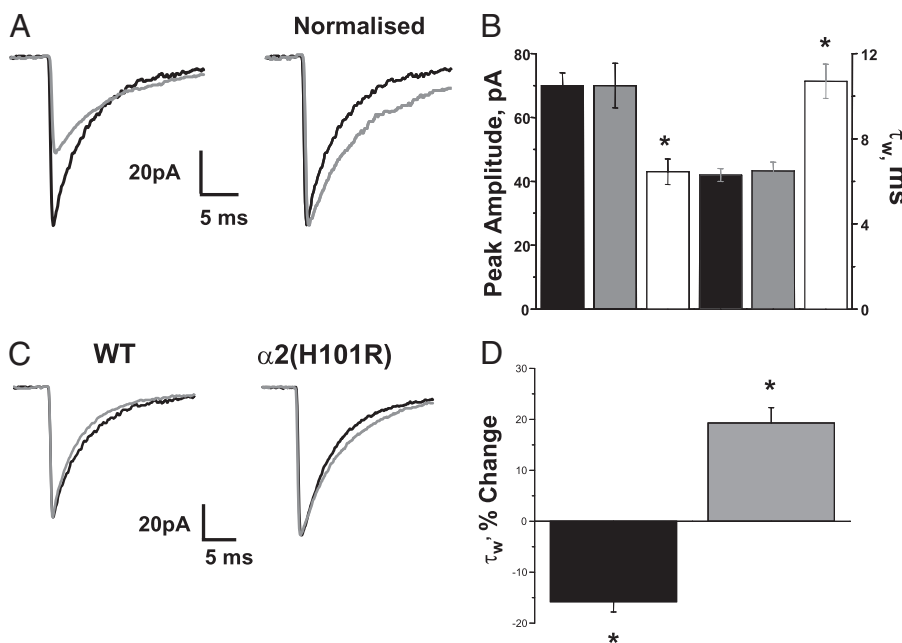 A
Normalised
20pA
5 ms
B
Peak Amplitude, pA
80
60
40
20
0
*
*
12
8
4
0
τw, ms
C
WT
α2(H101R)
20pA
5 ms
D
τw, % Change
30
20
10
0
-10
-20
*
*